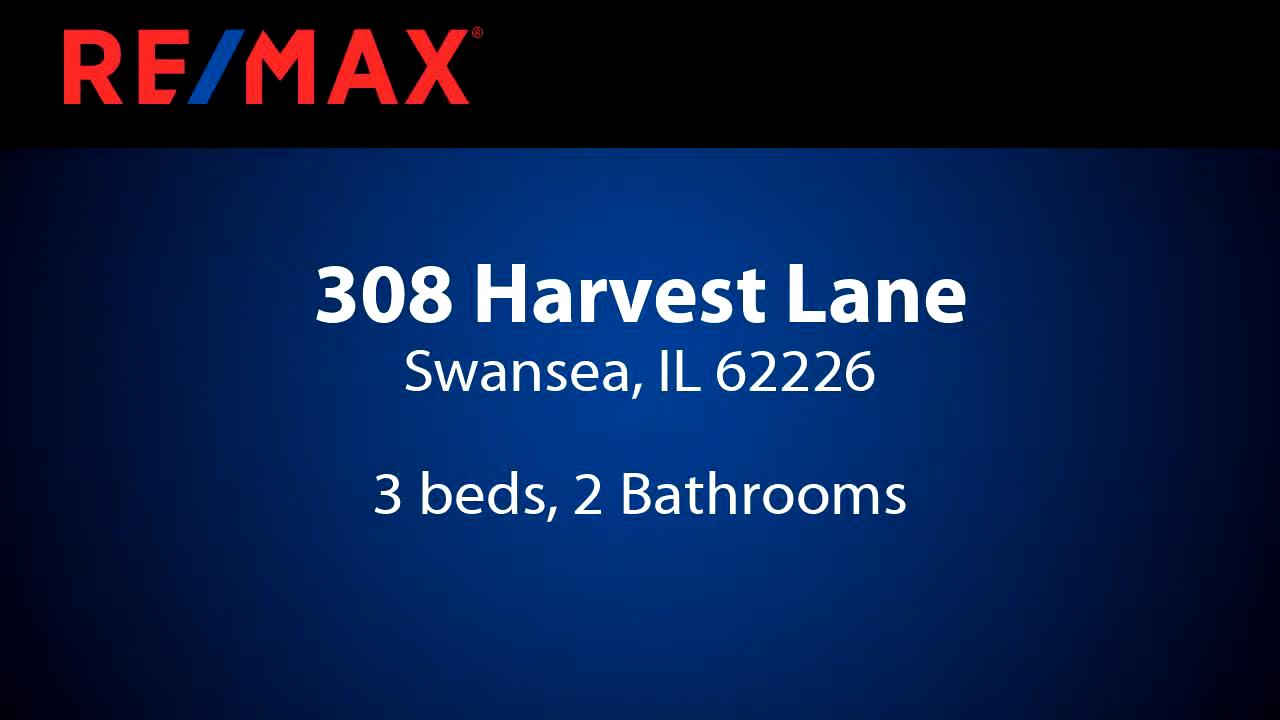 RE/MAX®
308 Harvest Lane
Swansea, IL 62226
3 beds, 2 Bathrooms